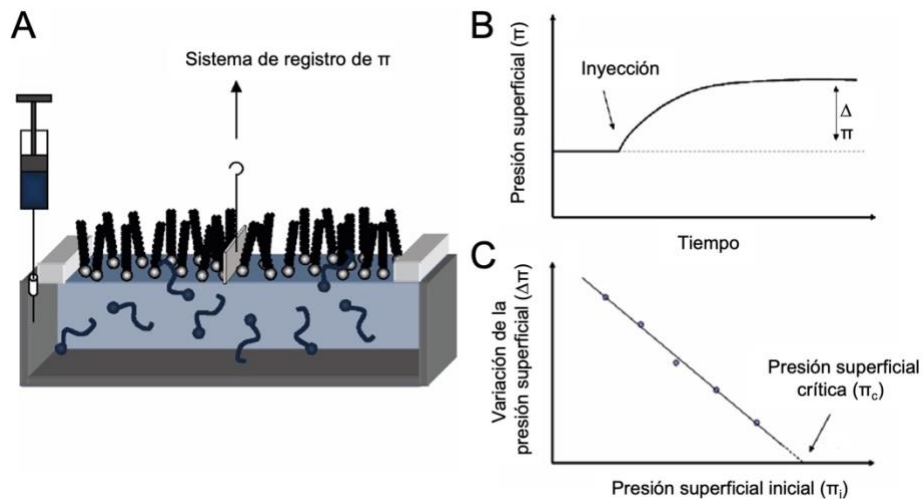 A
Sistema de registro de π
B
Presión superficial (π)
Inyección
Δ
π
Tiempo
C
Variación de la
presión superficial (Δπ)
Presión superficial
crítica (πc)
Presión superficial inicial (πi)